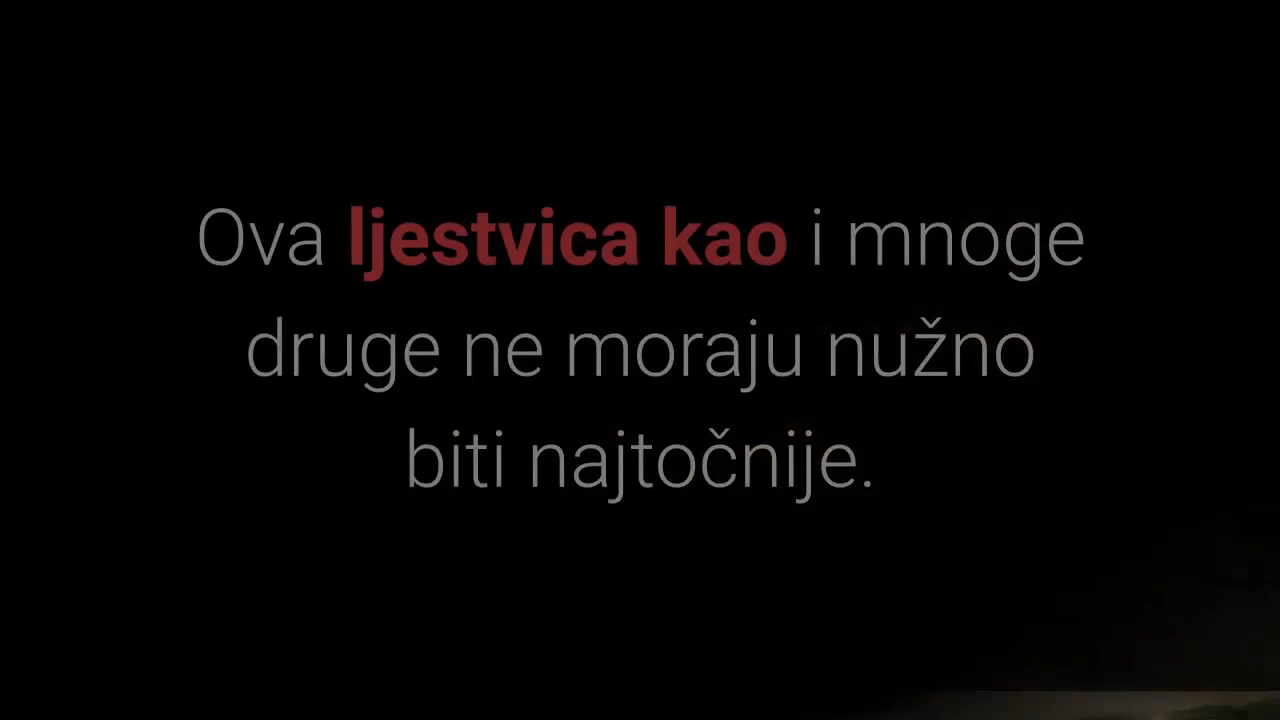 Ova ljestvica kao i mnoge
druge ne moraju nužno
biti najtočnije.